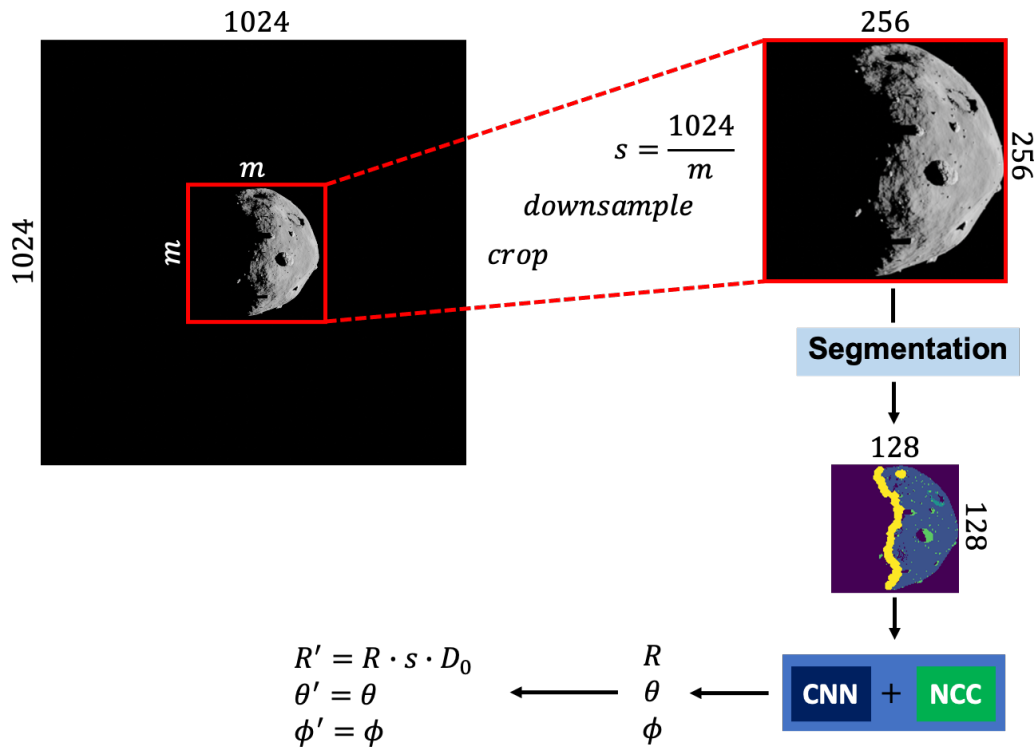 1024
1024
m
m
s = 1024/m
downsample
crop
256
256
Segmentation
128
128
CNN + NCC
R
θ
ϕ
R′ = R · s · D₀
θ′ = θ
ϕ′ = ϕ